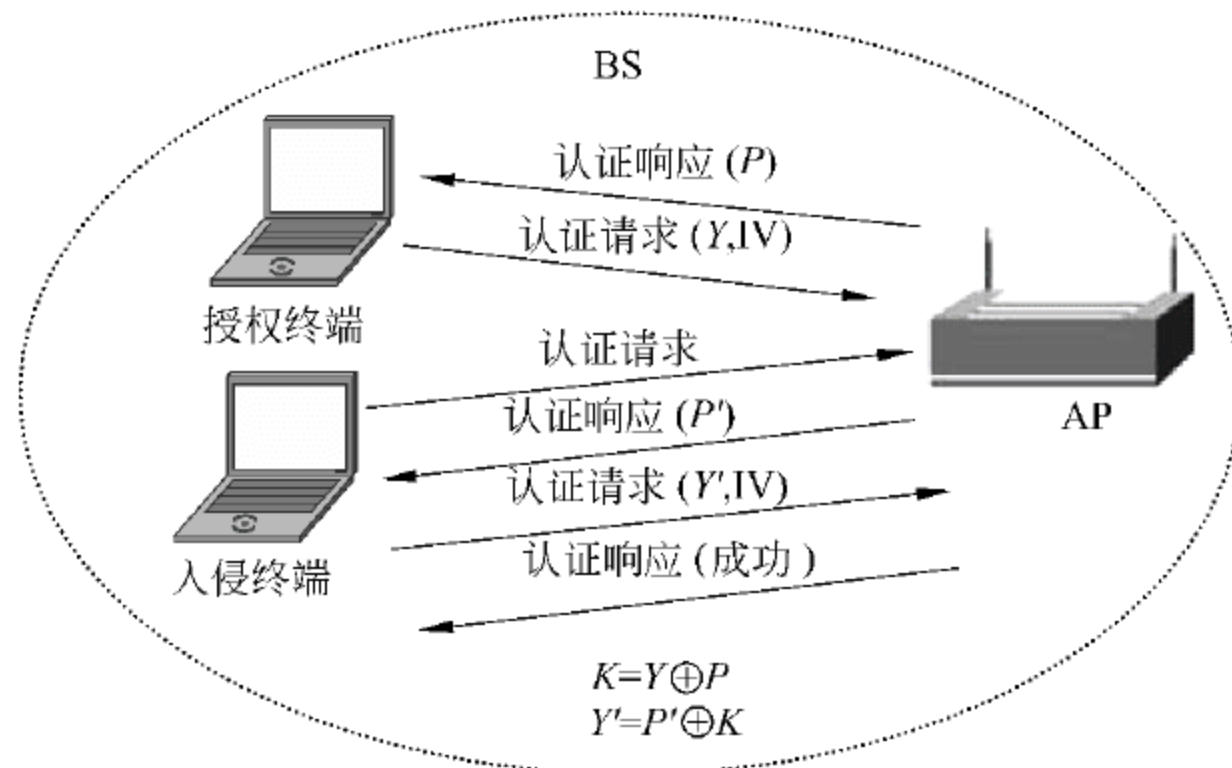 BS
认证响应 (P)
认证请求 (Y,IV)
授权终端
认证请求
认证响应 (P')
AP
认证请求 (Y',IV)
认证响应 (成功 )
入侵终端
K=Y⊕P
Y'=P'⊕K